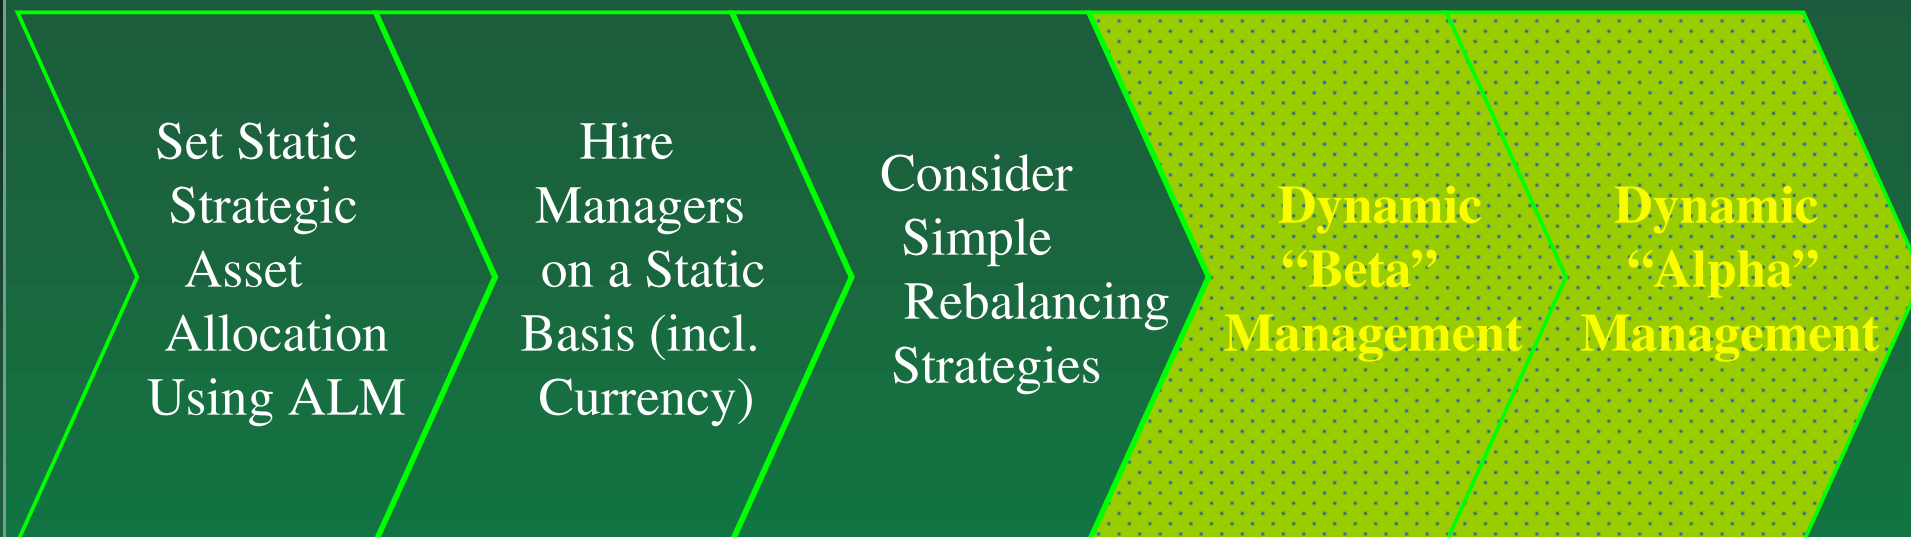 Set Static
Strategic
Asset
Allocation
Using ALM
Hire
Managers
on a Static
Basis (incl.
Currency)
Consider
Simple
Rebalancing
Strategies
Dynamic
“Beta”
Management
Dynamic
“Alpha”
Management